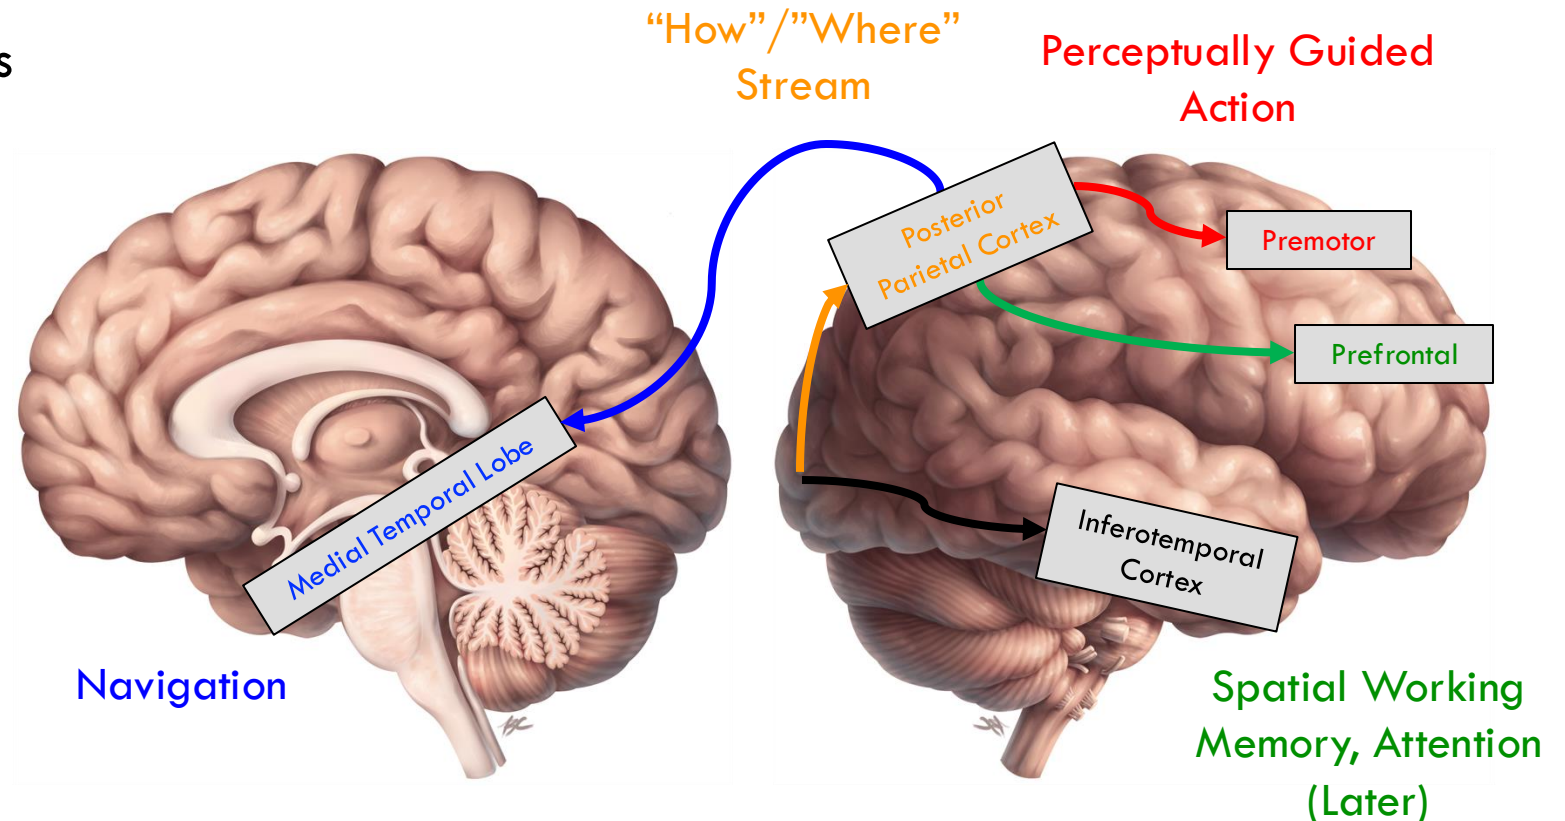 s
“How”/”Where”
Stream
Perceptually Guided
Action
Posterior
Parietal Cortex
Premotor
Prefrontal
Medial Temporal Lobe
Inferotemporal
Cortex
Navigation
Spatial Working
Memory, Attention
(Later)